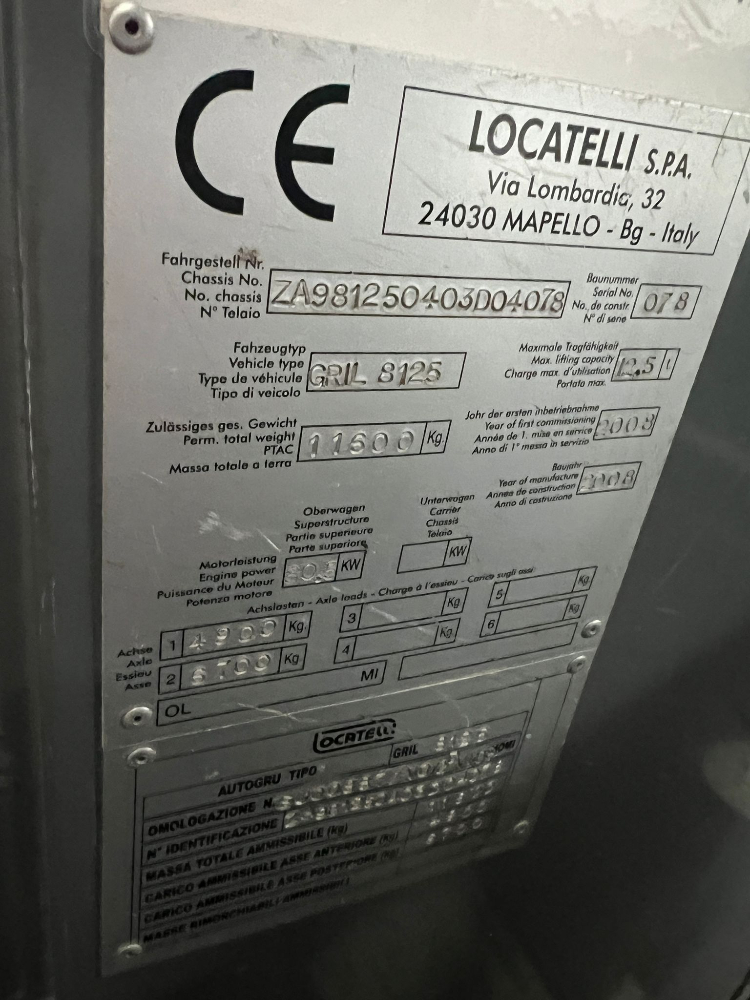 CE
LOCATELLI S.P.A.
Via Lombardia, 32
24030 MAPELLO - Bg - Italy
Fahrgestell Nr.
Chassis No.
No. chassis
N° Telaio
ZA981250403D04078
Baunummer
Serial No.
No. de constr
N° di serie
078
Fahrzeugtyp
Vehicle type
Type de véhicule
Tipo di veicolo
GRIL 8125
Maximale Tragfähigkeit
Max. lifting capacity
Charge max. d'utilisation
Portata max.
12.5 t
Zulässiges ges. Gewicht
Perm. total weight
PTAC
Massa totale a terra
11600 Kg.
Jahr der ersten inbetriebnahme
Year of first commissioning
Année de 1. mise en service
Anno di 1° messa in servizio
2008
Baujahr
Year of manufacture
Annee de construction
Anno di costruzione
2008
Oberwagen
Superstructure
Partie superieure
Parte superiore
Unterwagen
Carrier
Chassis
Telaio
Motorleistung
Engine power
Puissance du Moteur
Potenza motore
KW
KW
Achslasten - Axle loads - Charge à l'essieu - Carico sugli assi
Achse
Axle
Essieu
Asse
1 4900 Kg.
2 6700 Kg
3 Kg
4 Kg
5 Kg
6 Kg
OL
MI
LOCATELLI
AUTOGRU TIPO
GRIL
OMOLOGAZIONE N.
N° IDENTIFICAZIONE
MASSA TOTALE AMMISSIBILE (kg)
CARICO AMMISSIBILE ASSE ANTERIORE (kg)
CARICO AMMISSIBILE ASSE POSTERIORE (kg)
MASSE RIMORCHIABILI AMMISSIBILI